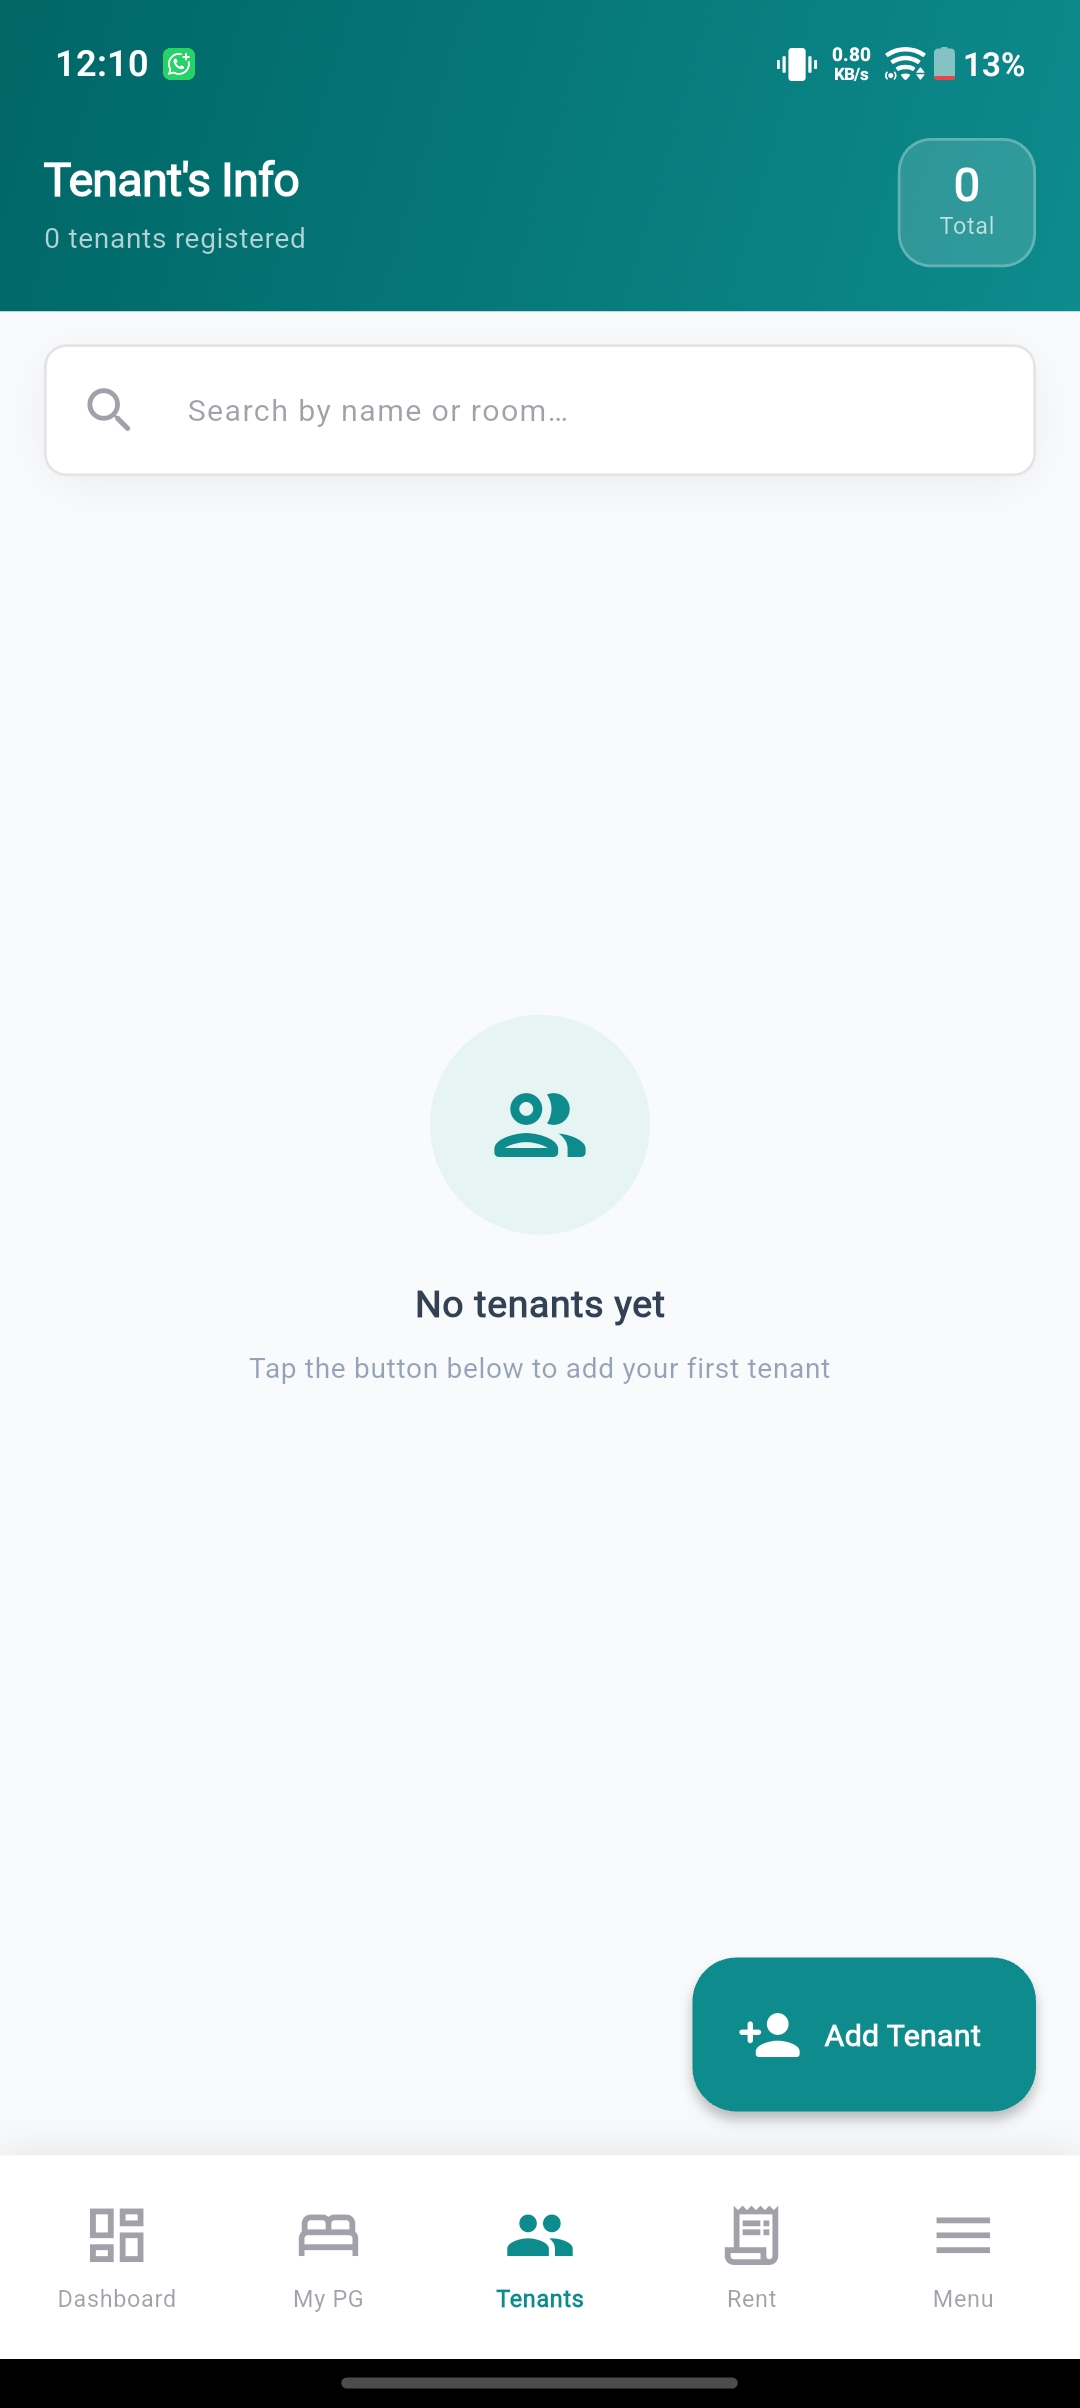 12:10
0.80
KB/s
13%
Tenant's Info
0 tenants registered
0
Total
Search by name or room...
No tenants yet
Tap the button below to add your first tenant
Add Tenant
Dashboard
My PG
Tenants
Rent
Menu